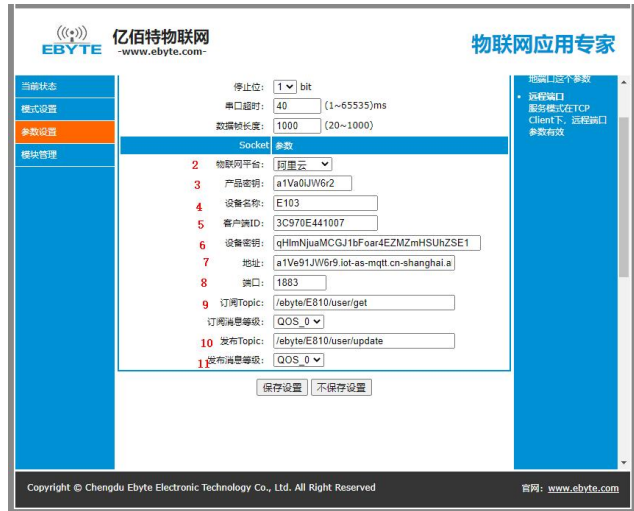 EBYTE
亿佰特物联网
-www.ebyte.com-
物联网应用专家
当前状态
模式设置
参数设置
模块管理
停止位: 1 bit
串口超时: 40 (1~65535)ms
数据帧长度: 1000 (20~1000)
Socket 参数
2 物联网平台: 阿里云
3 产品密钥: a1Va0lJW6r2
4 设备名称: E103
5 客户端ID: 3C970E441007
6 设备密钥: qHlmNjuaMCGJ1bFoar4EZMZmHSUhZSE1
7 地址: a1Ve91JW6r9.iot-as-mqtt.cn-shanghai.a
8 端口: 1883
9 订阅Topic: /ebyte/E810/user/get
订阅消息等级: QOS_0
10 发布Topic: /ebyte/E810/user/update
11 发布消息等级: QOS_0
保存设置 不保存设置
地端口这个参数
• 远程端口
服务模式在TCP
Client下，远程端口
参数有效
Copyright © Chengdu Ebyte Electronic Technology Co., Ltd. All Right Reserved
官网: www.ebyte.com